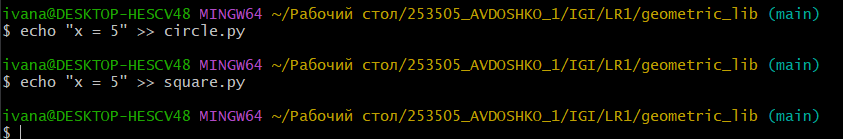 ivana@DESKTOP-HESCV48 MINGW64 ~/Рабочий стол/253505_AVDOSHKO_1/IGI/LR1/geometric_lib (main)
$ echo "x = 5" >> circle.py
ivana@DESKTOP-HESCV48 MINGW64 ~/Рабочий стол/253505_AVDOSHKO_1/IGI/LR1/geometric_lib (main)
$ echo "x = 5" >> square.py
ivana@DESKTOP-HESCV48 MINGW64 ~/Рабочий стол/253505_AVDOSHKO_1/IGI/LR1/geometric_lib (main)
$